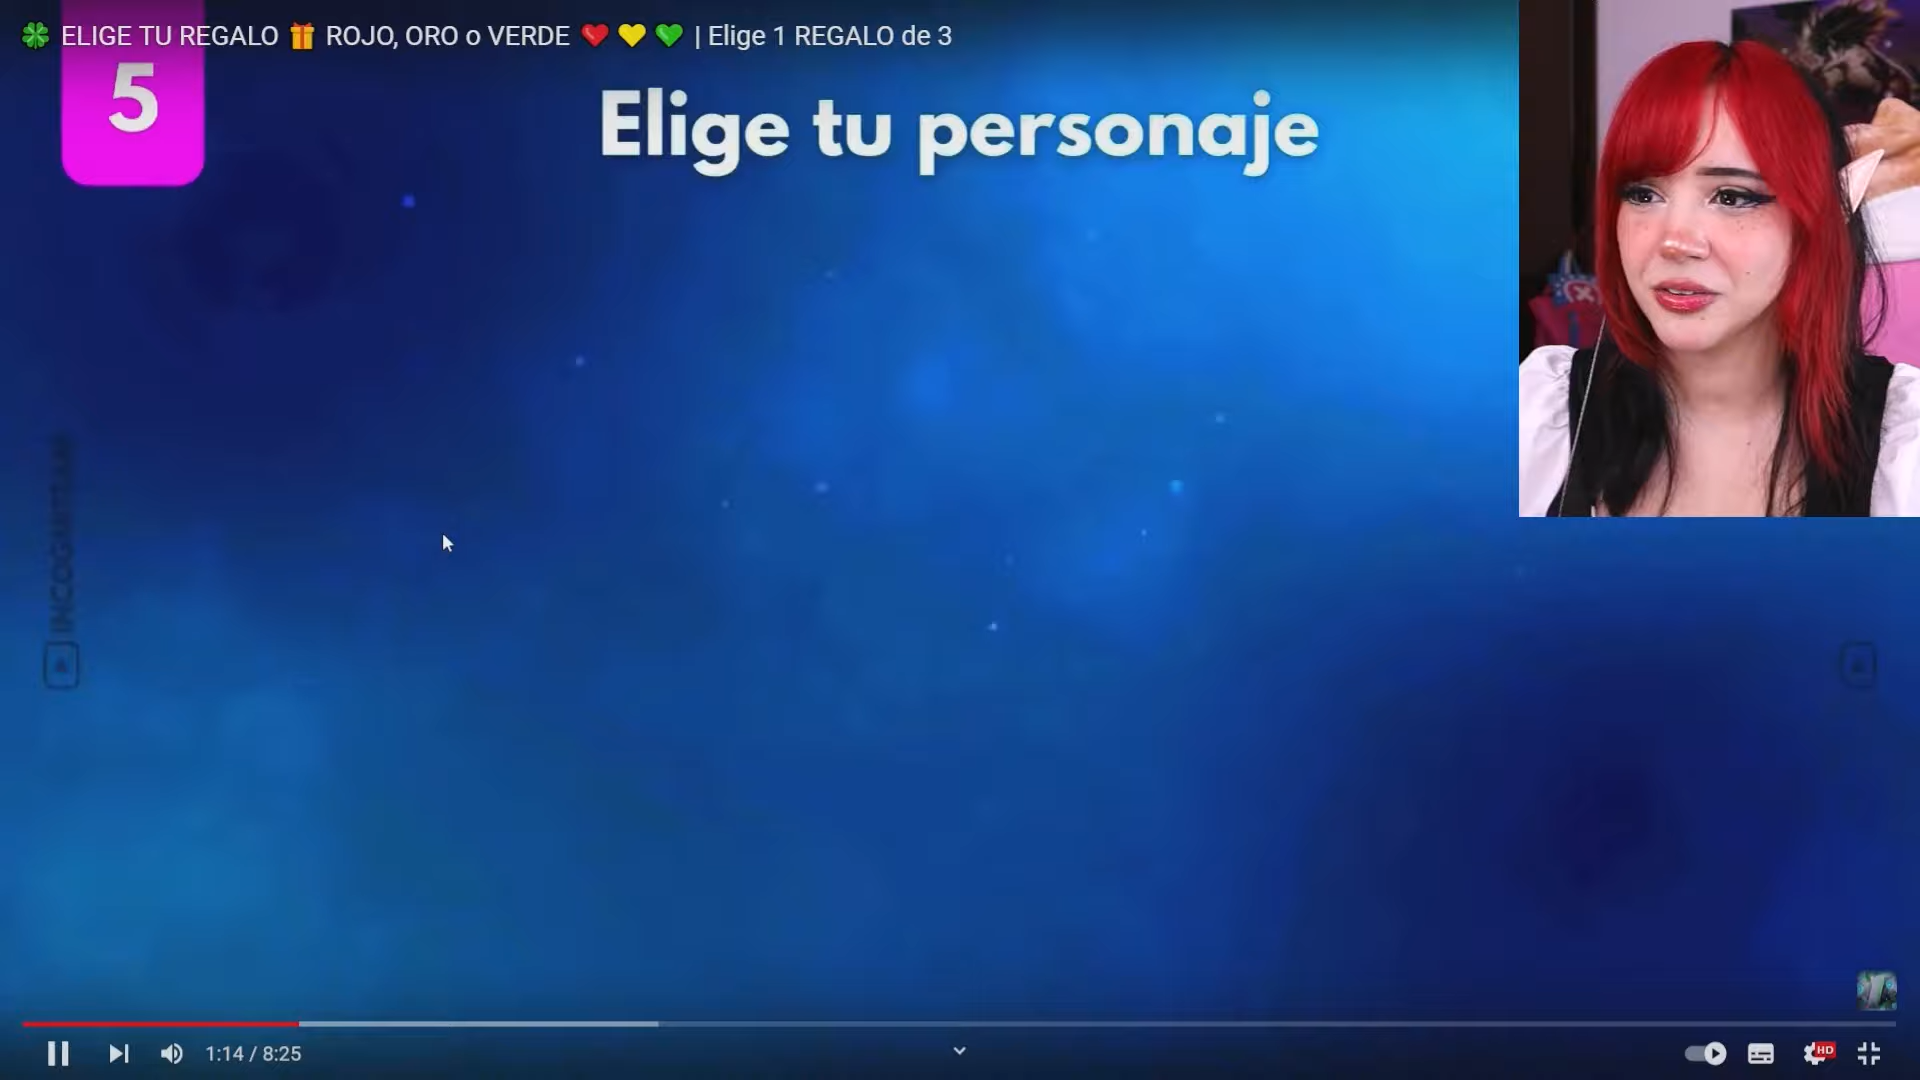 🍀 ELIGE TU REGALO 🎁 ROJO, ORO o VERDE ❤️ 💛 💚 | Elige 1 REGALO de 3
5
Elige tu personaje
1:14 / 8:25
HD